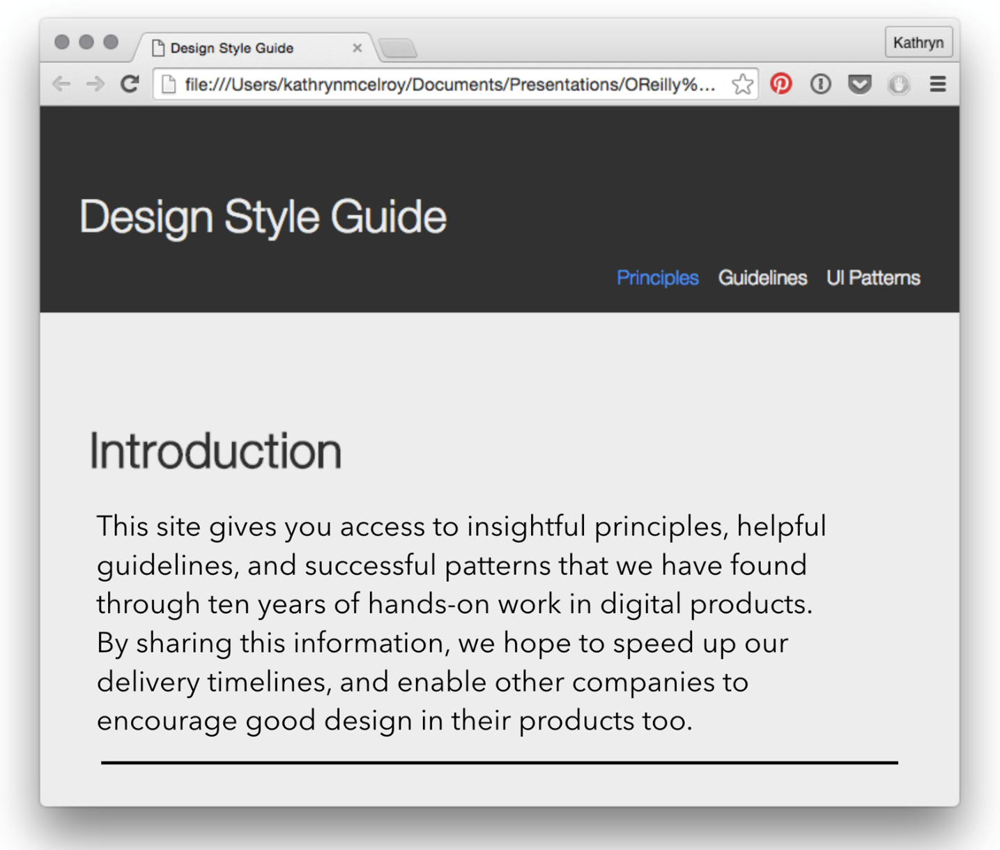 Design Style Guide
Kathryn
file:///Users/kathrynmcelroy/Documents/Presentations/OReilly%...
Design Style Guide
Principles Guidelines UI Patterns
Introduction
This site gives you access to insightful principles, helpful
guidelines, and successful patterns that we have found
through ten years of hands-on work in digital products.
By sharing this information, we hope to speed up our
delivery timelines, and enable other companies to
encourage good design in their products too.